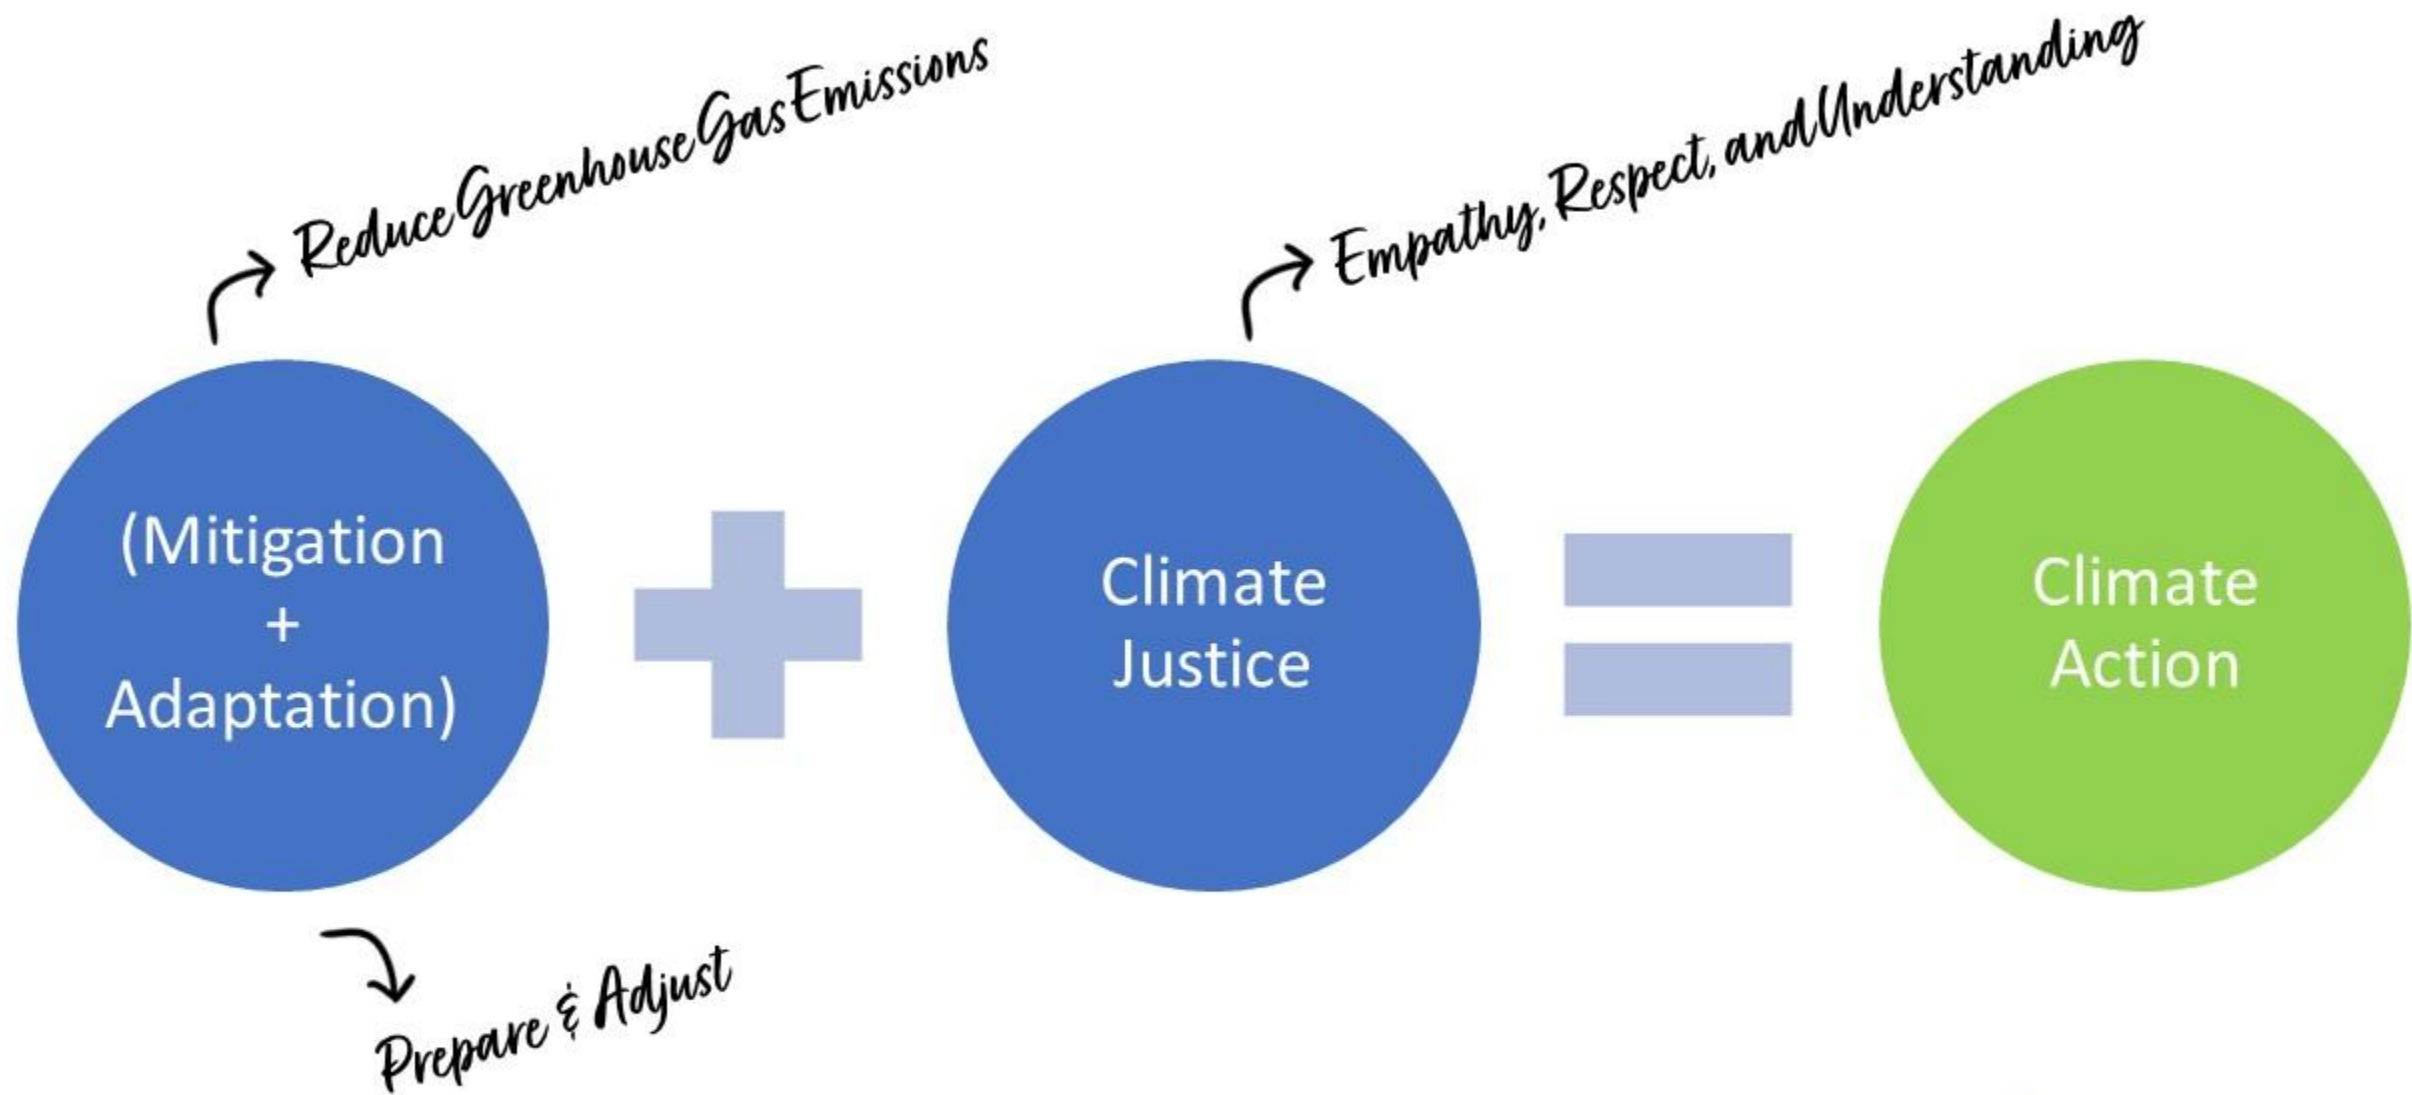 Reduce Greenhouse Gas Emissions
Empathy, Respect, and Understanding
(Mitigation
+
Adaptation)
Climate
Justice
Climate
Action
Prepare & Adjust